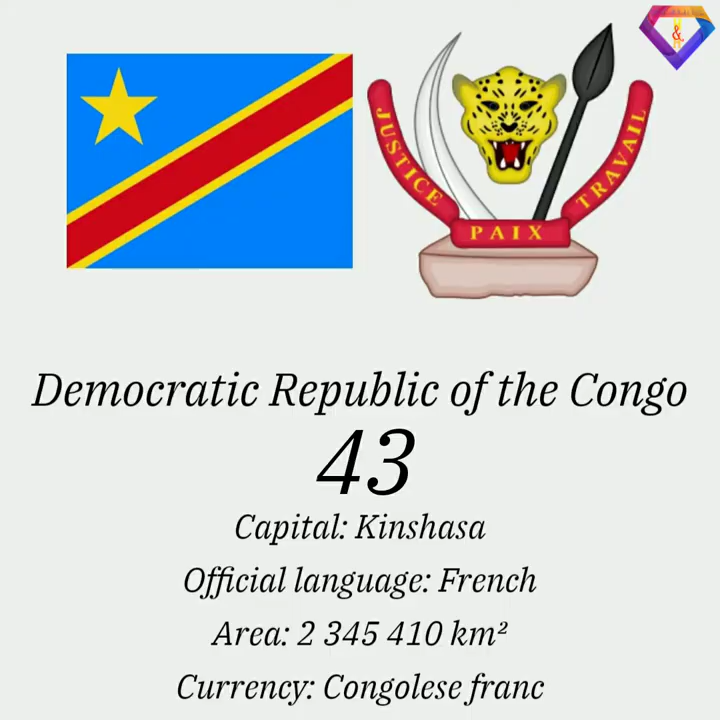 JUSTICE
PAIX
TRAVAIL
Democratic Republic of the Congo
43
Capital: Kinshasa
Official language: French
Area: 2 345 410 km²
Currency: Congolese franc